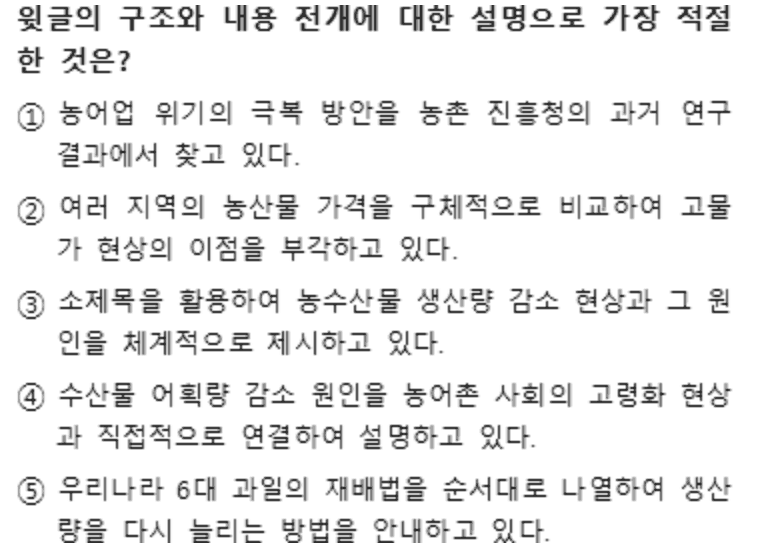 윗글의 구조와 내용 전개에 대한 설명으로 가장 적절
한 것은?
① 농어업 위기의 극복 방안을 농촌 진흥청의 과거 연구
결과에서 찾고 있다.
② 여러 지역의 농산물 가격을 구체적으로 비교하여 고물
가 현상의 이점을 부각하고 있다.
③ 소제목을 활용하여 농수산물 생산량 감소 현상과 그 원
인을 체계적으로 제시하고 있다.
④ 수산물 어획량 감소 원인을 농어촌 사회의 고령화 현상
과 직접적으로 연결하여 설명하고 있다.
⑤ 우리나라 6대 과일의 재배법을 순서대로 나열하여 생산
량을 다시 늘리는 방법을 안내하고 있다.